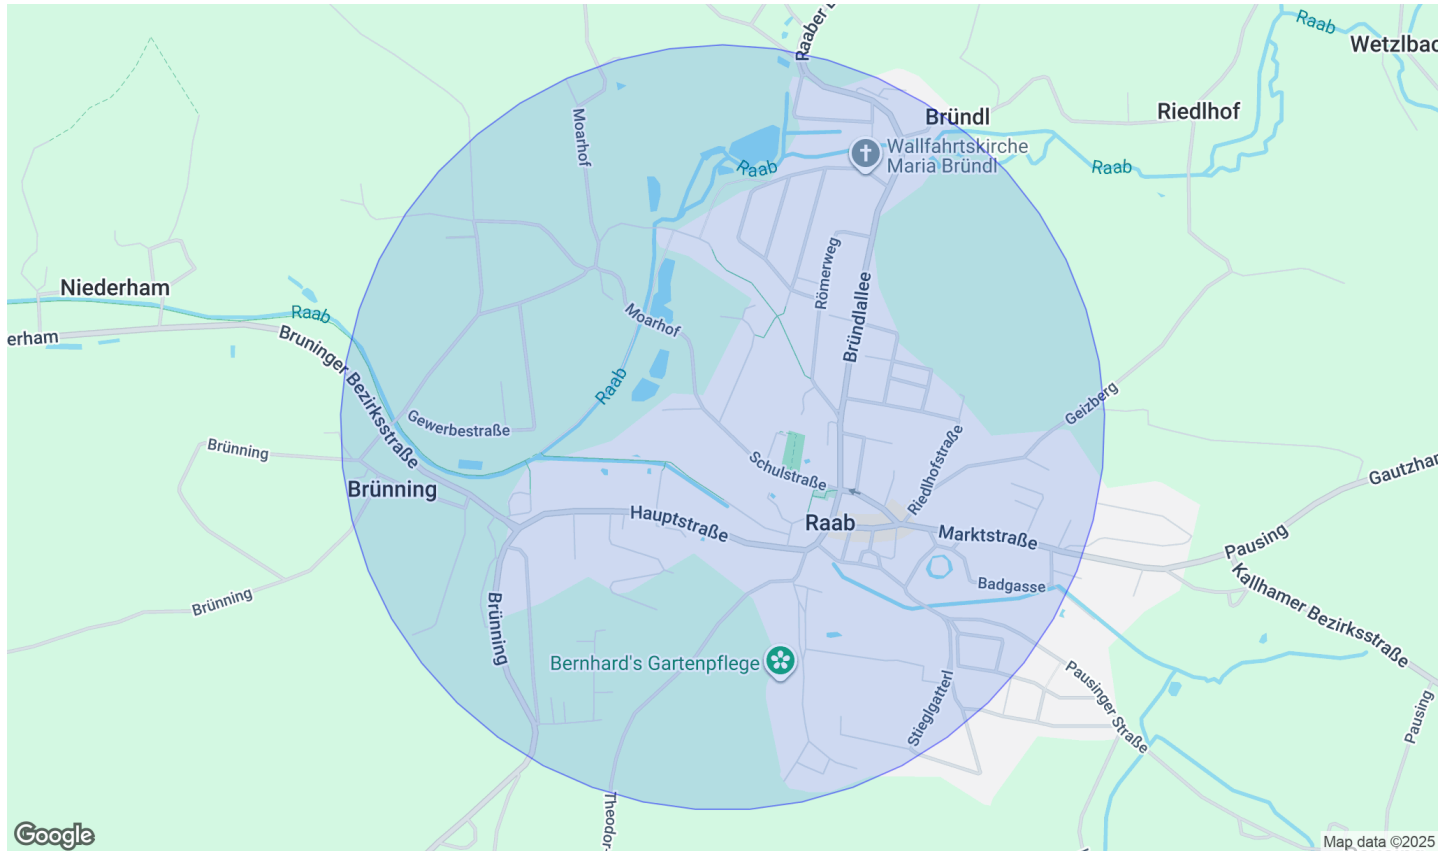 Raaber
Raab
Wetzlbac
Moarhof
Bründl
Riedlhof
Wallfahrtskirche
Maria Bründl
Raab
Raab
Römerweg
Niederham
Bründlallee
Raab
Moarhof
erham
Bruninger Bezirksstraße
Raab
Geizberg
Gewerbestraße
Riedlhofstraße
Brünning
Schulstraße
Gautzhan
Brünning
Hauptstraße
Raab
Marktstraße
Pausing
Badgasse
Kallhamer Bezirksstraße
Brünning
Brünning
Bernhard's Gartenpflege
Pausinger Straße
Stieglgatterl
Pausing
Theodor-
Google
Map data ©2025